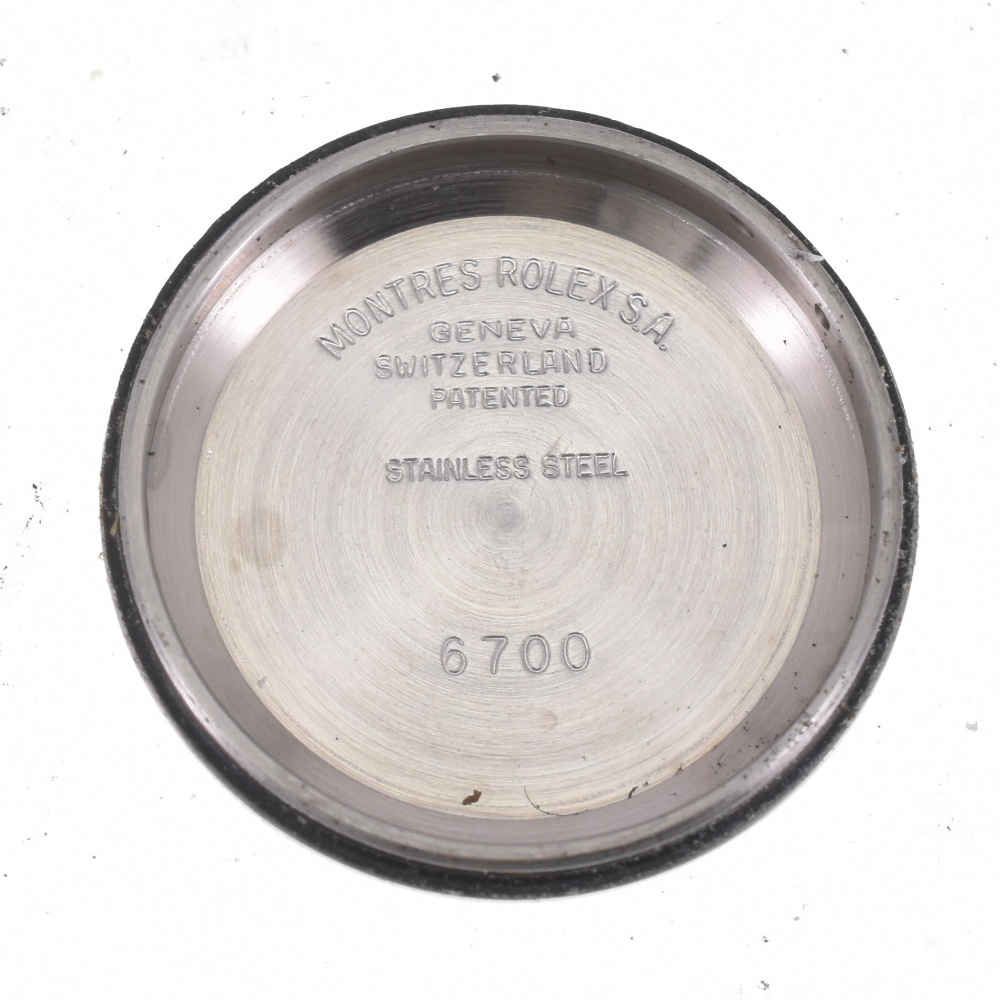 MONTRES ROLEX S.A.
GENEVA
SWITZERLAND
PATENTED
STAINLESS STEEL
6700